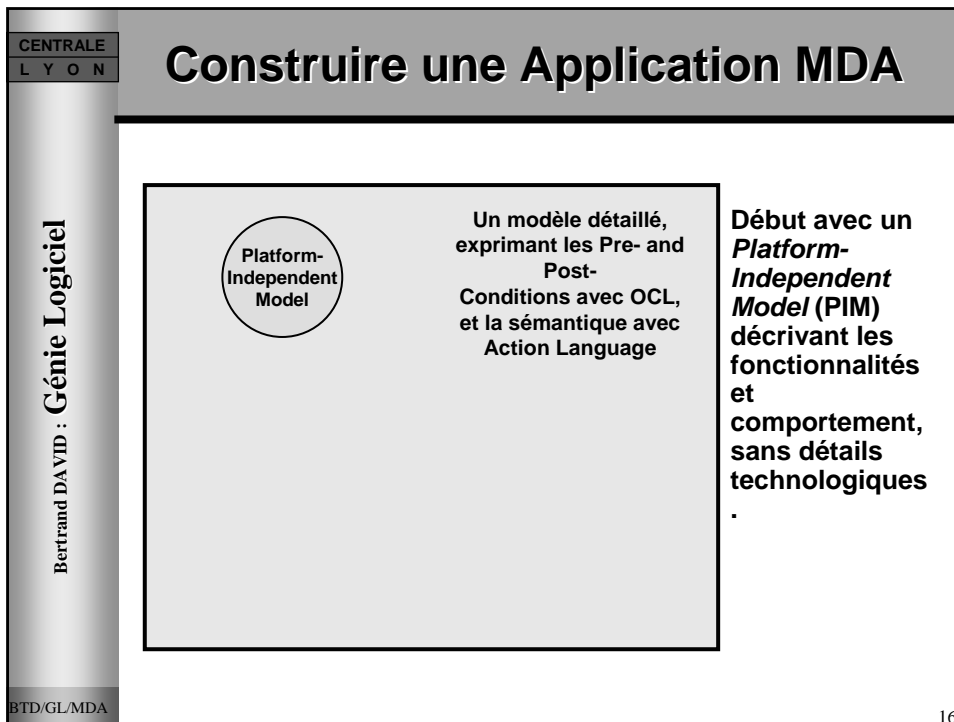 CENTRALE
L Y O N
Construire une Application MDA
Bertrand DAVID : Génie Logiciel
Platform-
Independent
Model
Un modèle détaillé,
exprimant les Pre- and
Post-
Conditions avec OCL,
et la sémantique avec
Action Language
Début avec un
Platform-
Independent
Model (PIM)
décrivant les
fonctionnalités
et
comportement,
sans détails
technologiques
.
BTD/GL/MDA
16